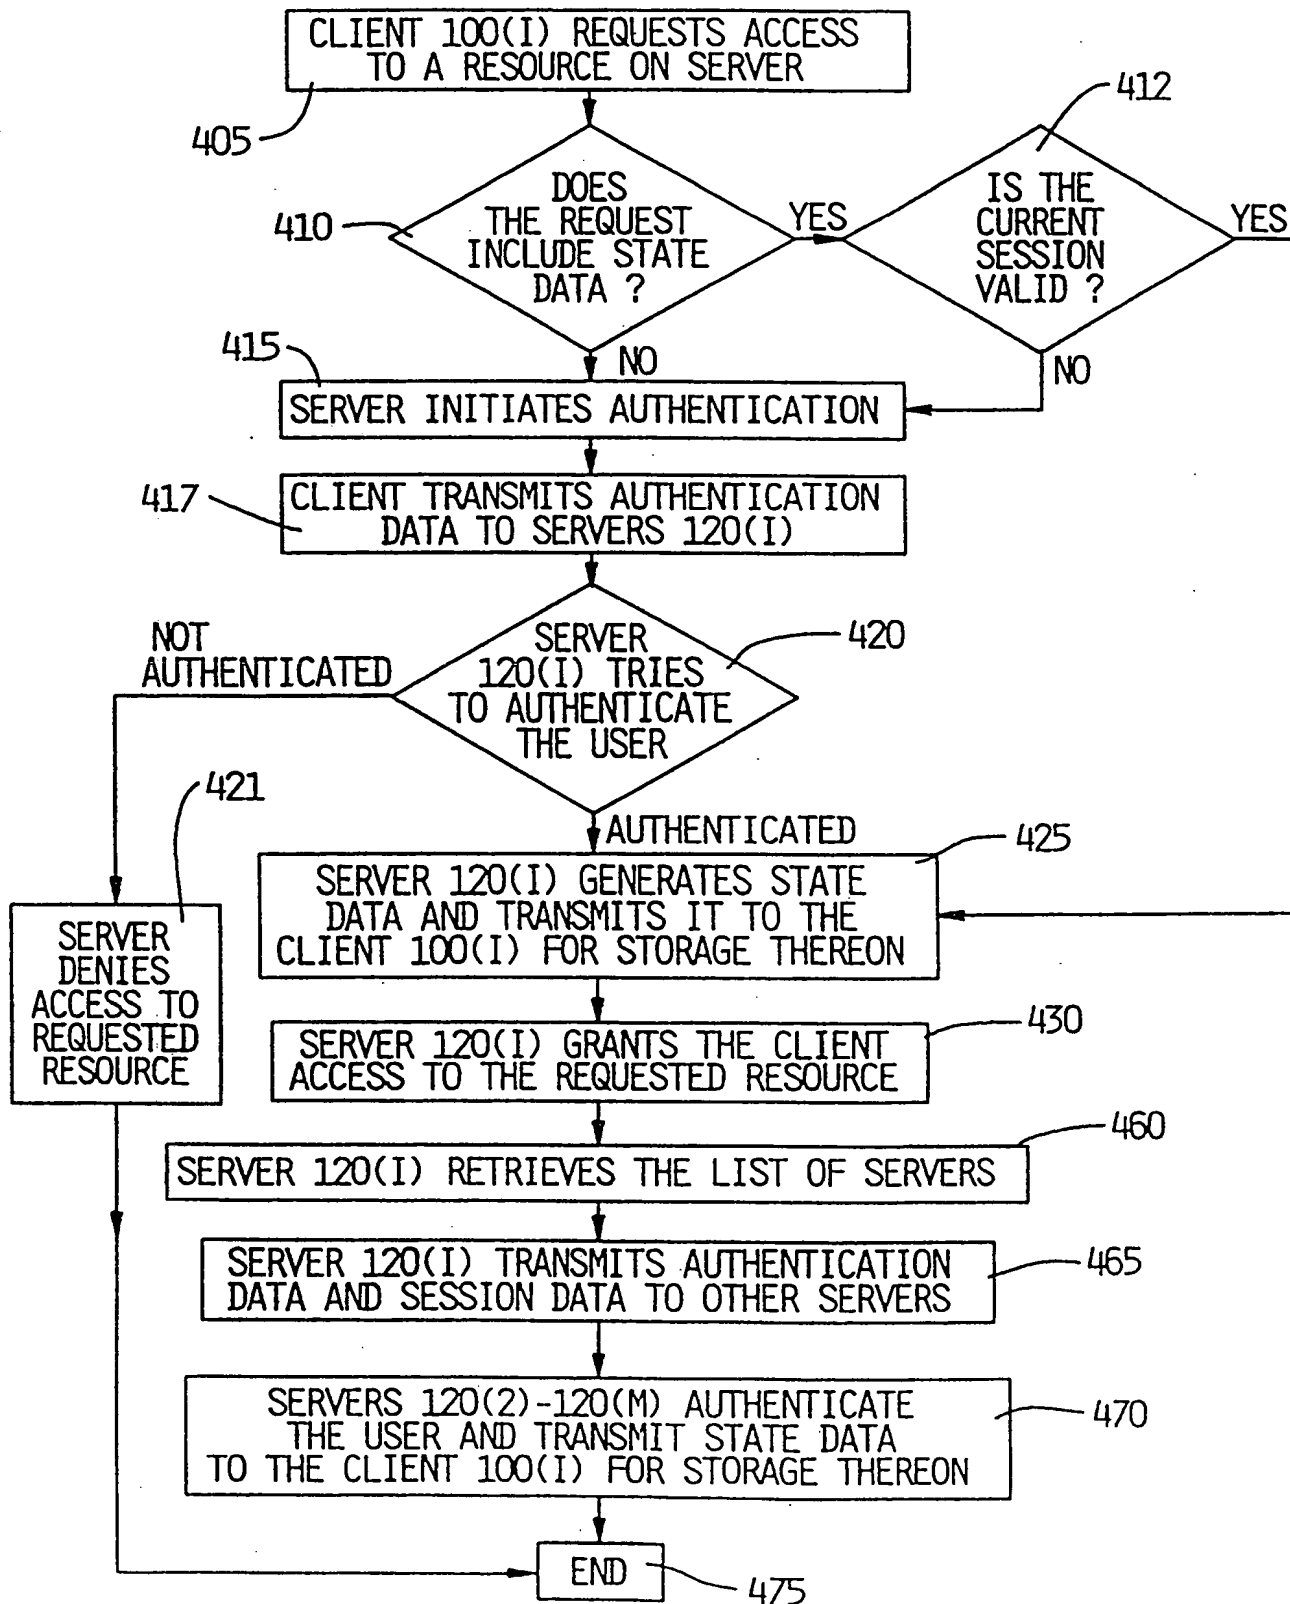 CLIENT 100(I) REQUESTS ACCESS
TO A RESOURCE ON SERVER
405
412
DOES
THE REQUEST
INCLUDE STATE
DATA ?
410
YES
IS THE
CURRENT
SESSION
VALID ?
YES
NO
NO
415
SERVER INITIATES AUTHENTICATION
417
CLIENT TRANSMITS AUTHENTICATION
DATA TO SERVERS 120(I)
NOT
AUTHENTICATED
SERVER
120(I) TRIES
TO AUTHENTICATE
THE USER
420
421
AUTHENTICATED
425
SERVER 120(I) GENERATES STATE
DATA AND TRANSMITS IT TO THE
CLIENT 100(I) FOR STORAGE THEREON
SERVER
DENIES
ACCESS TO
REQUESTED
RESOURCE
SERVER 120(I) GRANTS THE CLIENT
ACCESS TO THE REQUESTED RESOURCE
430
460
SERVER 120(I) RETRIEVES THE LIST OF SERVERS
SERVER 120(I) TRANSMITS AUTHENTICATION
DATA AND SESSION DATA TO OTHER SERVERS
465
SERVERS 120(2)-120(M) AUTHENTICATE
THE USER AND TRANSMIT STATE DATA
TO THE CLIENT 100(I) FOR STORAGE THEREON
470
END
475